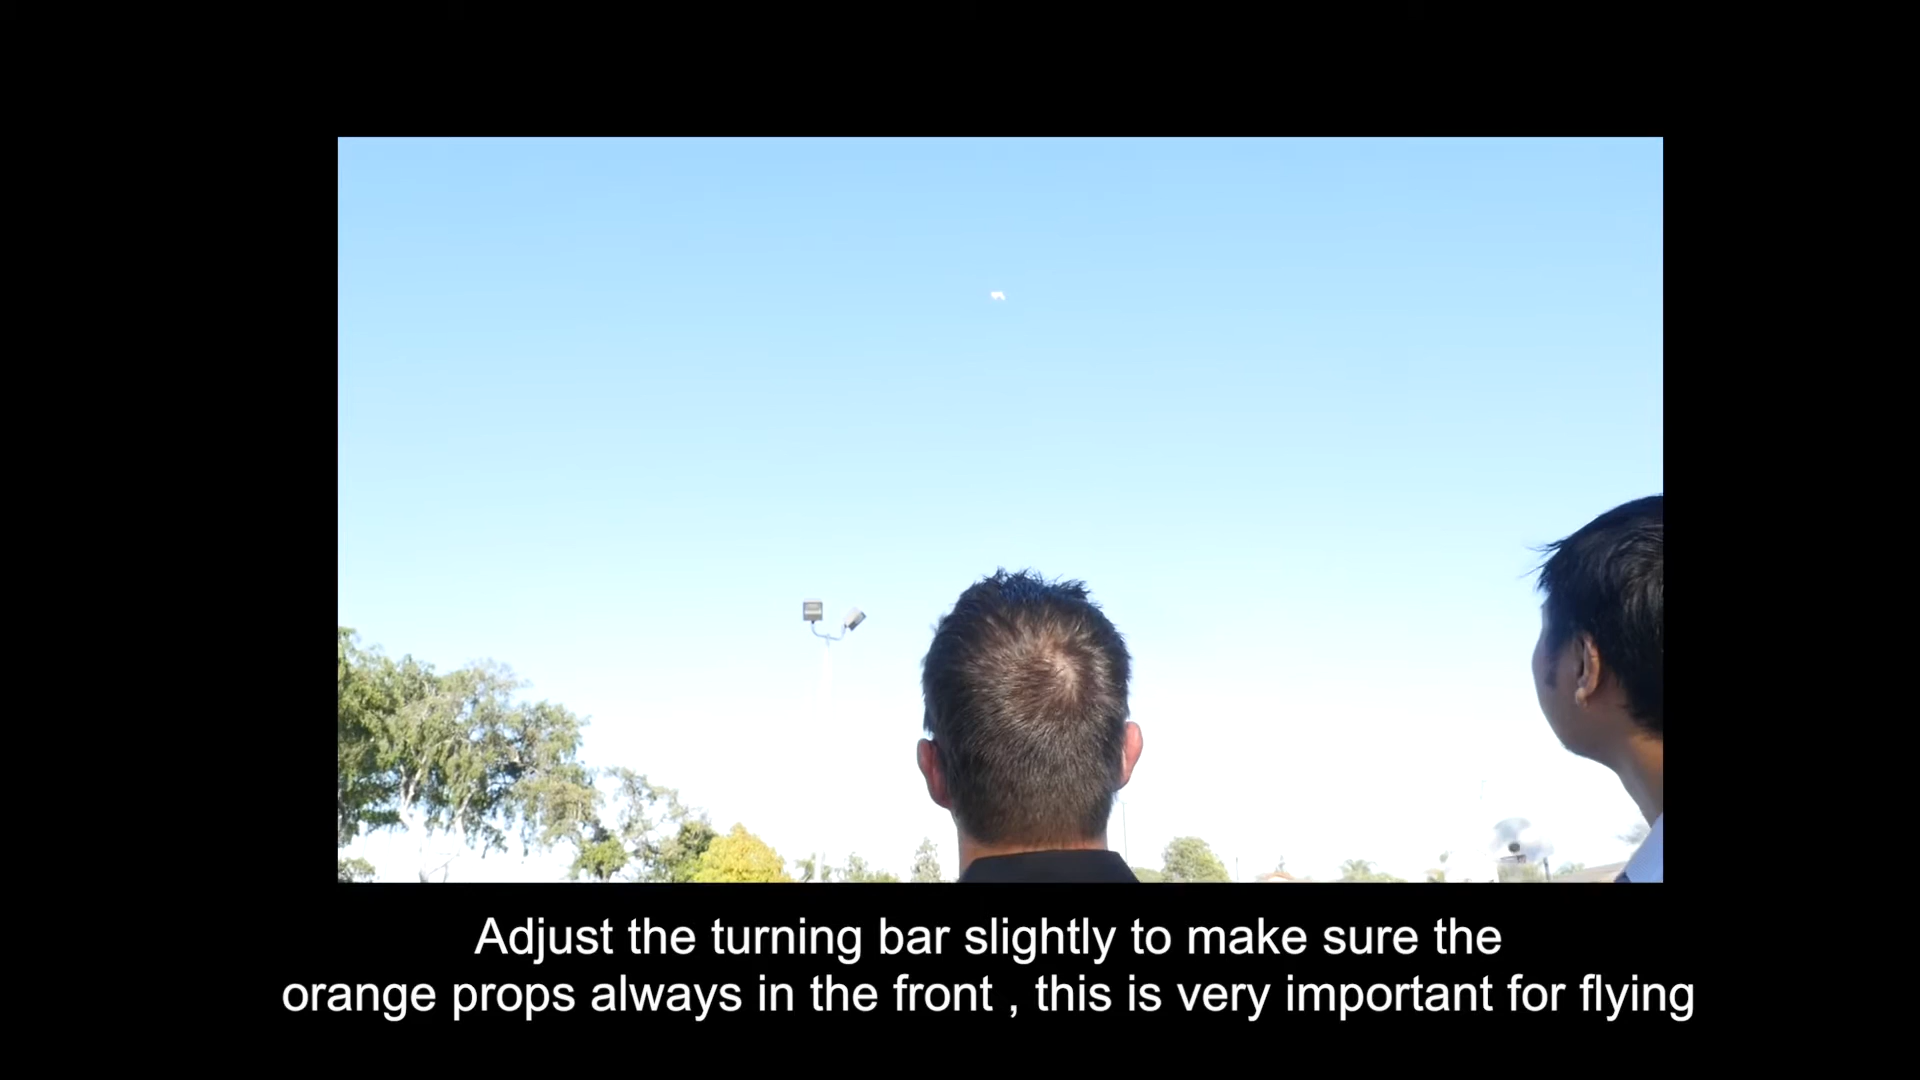 Adjust the turning bar slightly to make sure the
orange props always in the front , this is very important for flying